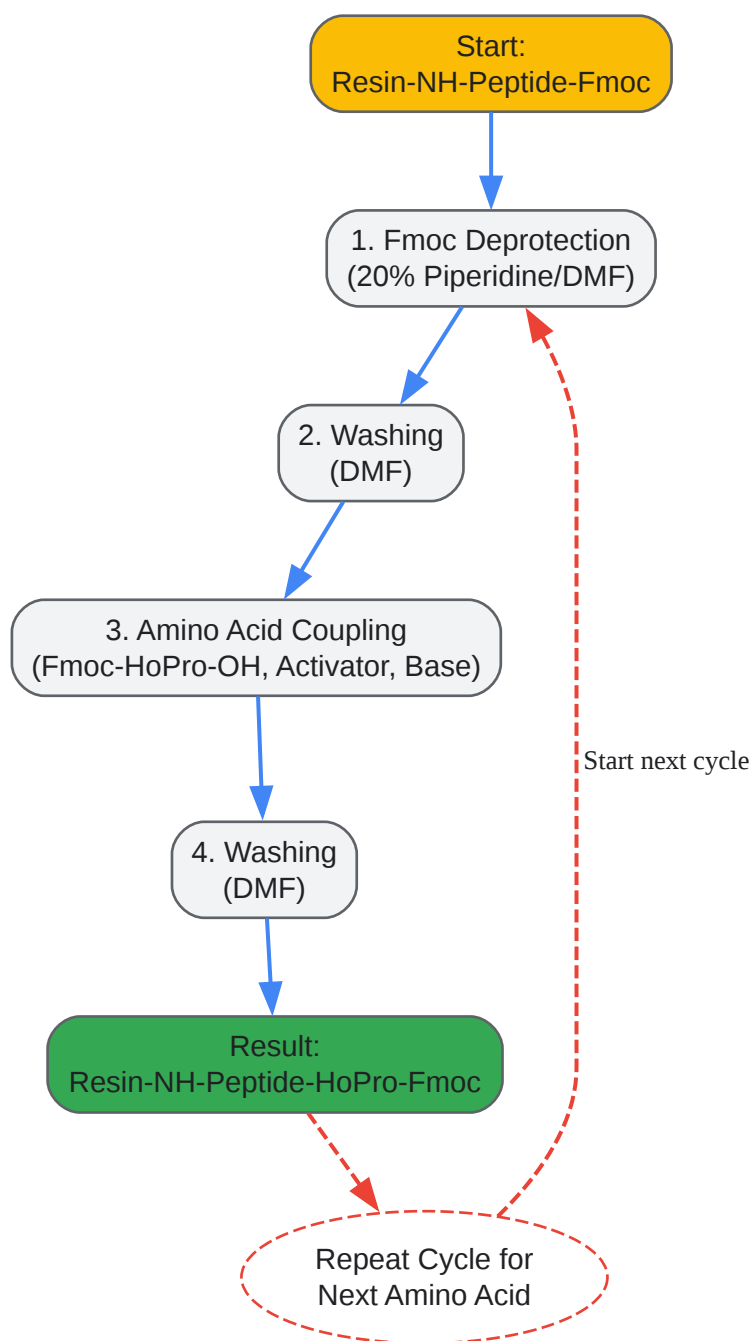 Start:
Resin-NH-Peptide-Fmoc
1. Fmoc Deprotection
(20% Piperidine/DMF)
2. Washing
(DMF)
3. Amino Acid Coupling
(Fmoc-HoPro-OH, Activator, Base)
Start next cycle
4. Washing
(DMF)
Result:
Resin-NH-Peptide-HoPro-Fmoc
Repeat Cycle for
Next Amino Acid